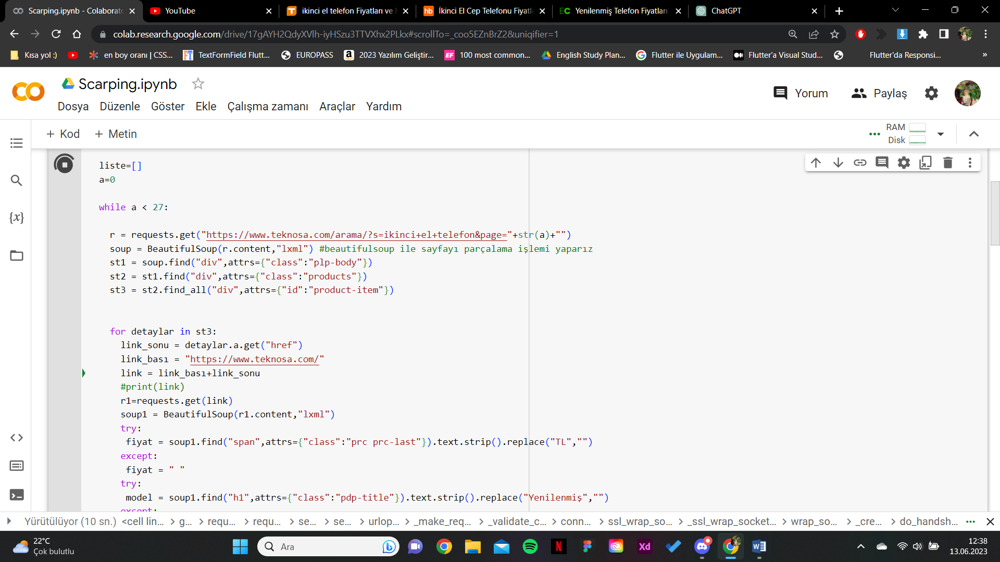 Scarping.ipynb - Colaborato
YouTube
ikinci el telefon Fiyatları ve
İkinci El Cep Telefonu Fiyatla
Yenilenmiş Telefon Fiyatları
ChatGPT
colab.research.google.com/drive/17gAYH2QdyXVlh-iyHSzu3TTVXhx2PLkx#scrollTo=_coo5EZnBrZ2&uniqifier=1
Kısa yol :)
en boy oranı | CSS...
TextFormField Flutt...
EUROPASS
2023 Yazılım Geliştir...
100 most common...
English Study Plan...
Flutter ile Uygulam...
Flutter'a Visual Stud...
Flutter'da Responsi...
»
Scarping.ipynb
Yorum
Paylaş
Dosya Düzenle Göster Ekle Çalışma zamanı Araçlar Yardım
+ Kod + Metin
RAM
Disk
liste=[]
a=0
while a < 27:
r = requests.get("https://www.teknosa.com/arama/?s=ikinci+el+telefon&page="+str(a)+"")
soup = BeautifulSoup(r.content,"lxml") #beautifulsoup ile sayfayı parçalama işlemi yaparız
st1 = soup.find("div",attrs={"class":"plp-body"})
st2 = st1.find("div",attrs={"class":"products"})
st3 = st2.find_all("div",attrs={"id":"product-item"})
for detaylar in st3:
link_sonu = detaylar.a.get("href")
link_bası = "https://www.teknosa.com/"
link = link_bası+link_sonu
#print(link)
r1=requests.get(link)
soup1 = BeautifulSoup(r1.content,"lxml")
try:
fiyat = soup1.find("span",attrs={"class":"prc prc-last"}).text.strip().replace("TL","")
except:
fiyat = " "
try:
model = soup1.find("h1",attrs={"class":"pdp-title"}).text.strip().replace("Yenilenmiş","")
except:
Yürütülüyor (10 sn.) <cell lin... > g... > requ... > requ... > se... > se... > urlop... > _make_req... > _validate_c... > conn... > ssl_wrap_so... > _ssl_wrap_socket... > wrap_so... > _cre... > do_handsh...
22°C
Çok bulutlu
Ara
12:38
13.06.2023